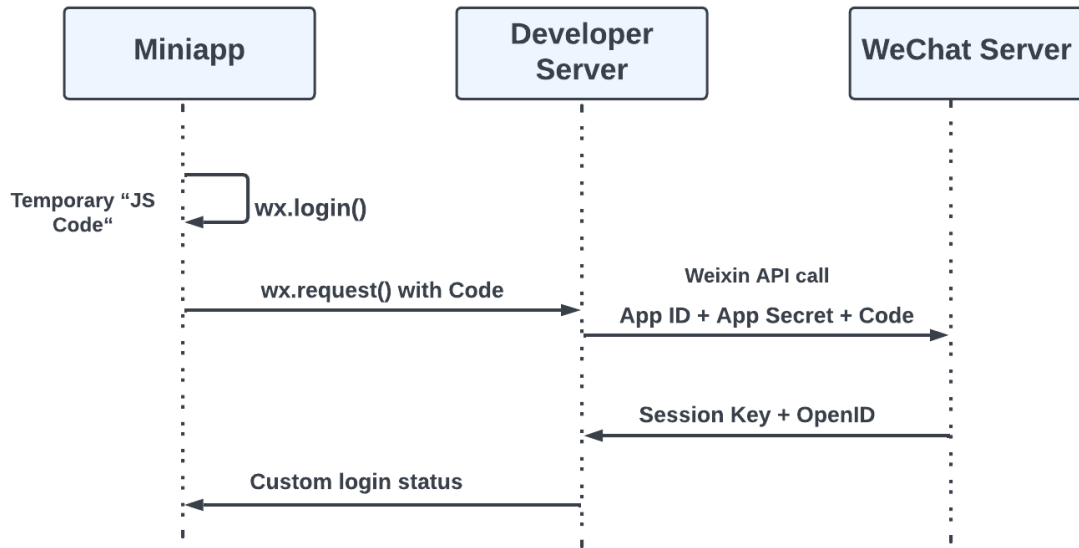 Miniapp
Developer
Server
WeChat Server
Temporary “JS
Code“
wx.login()
wx.request() with Code
Weixin API call
App ID + App Secret + Code
Session Key + OpenID
Custom login status